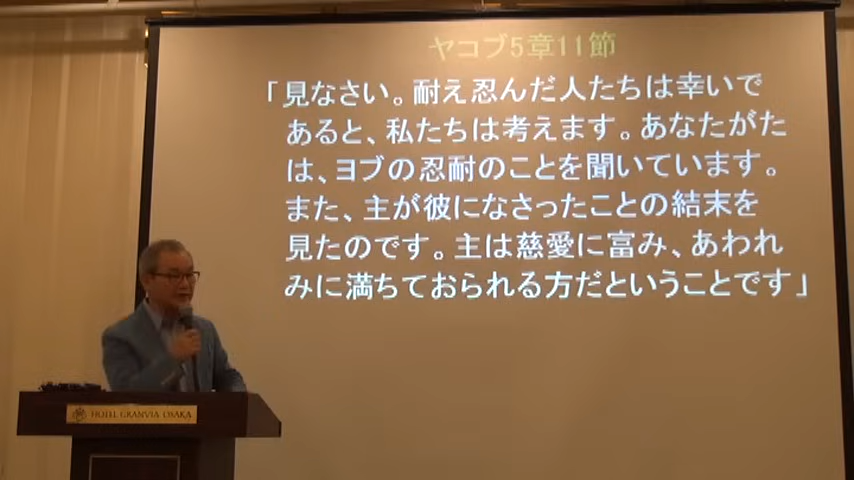 ヤコブ5章11節
「見なさい。耐え忍んだ人たちは幸いで
あると、私たちは考えます。あなたがた
は、ヨブの忍耐のことを聞いています。
また、主が彼になさったことの結末を
見たのです。主は慈愛に富み、あわれ
みに満ちておられる方だということです」
HOTEL GRANVIA OSAKA